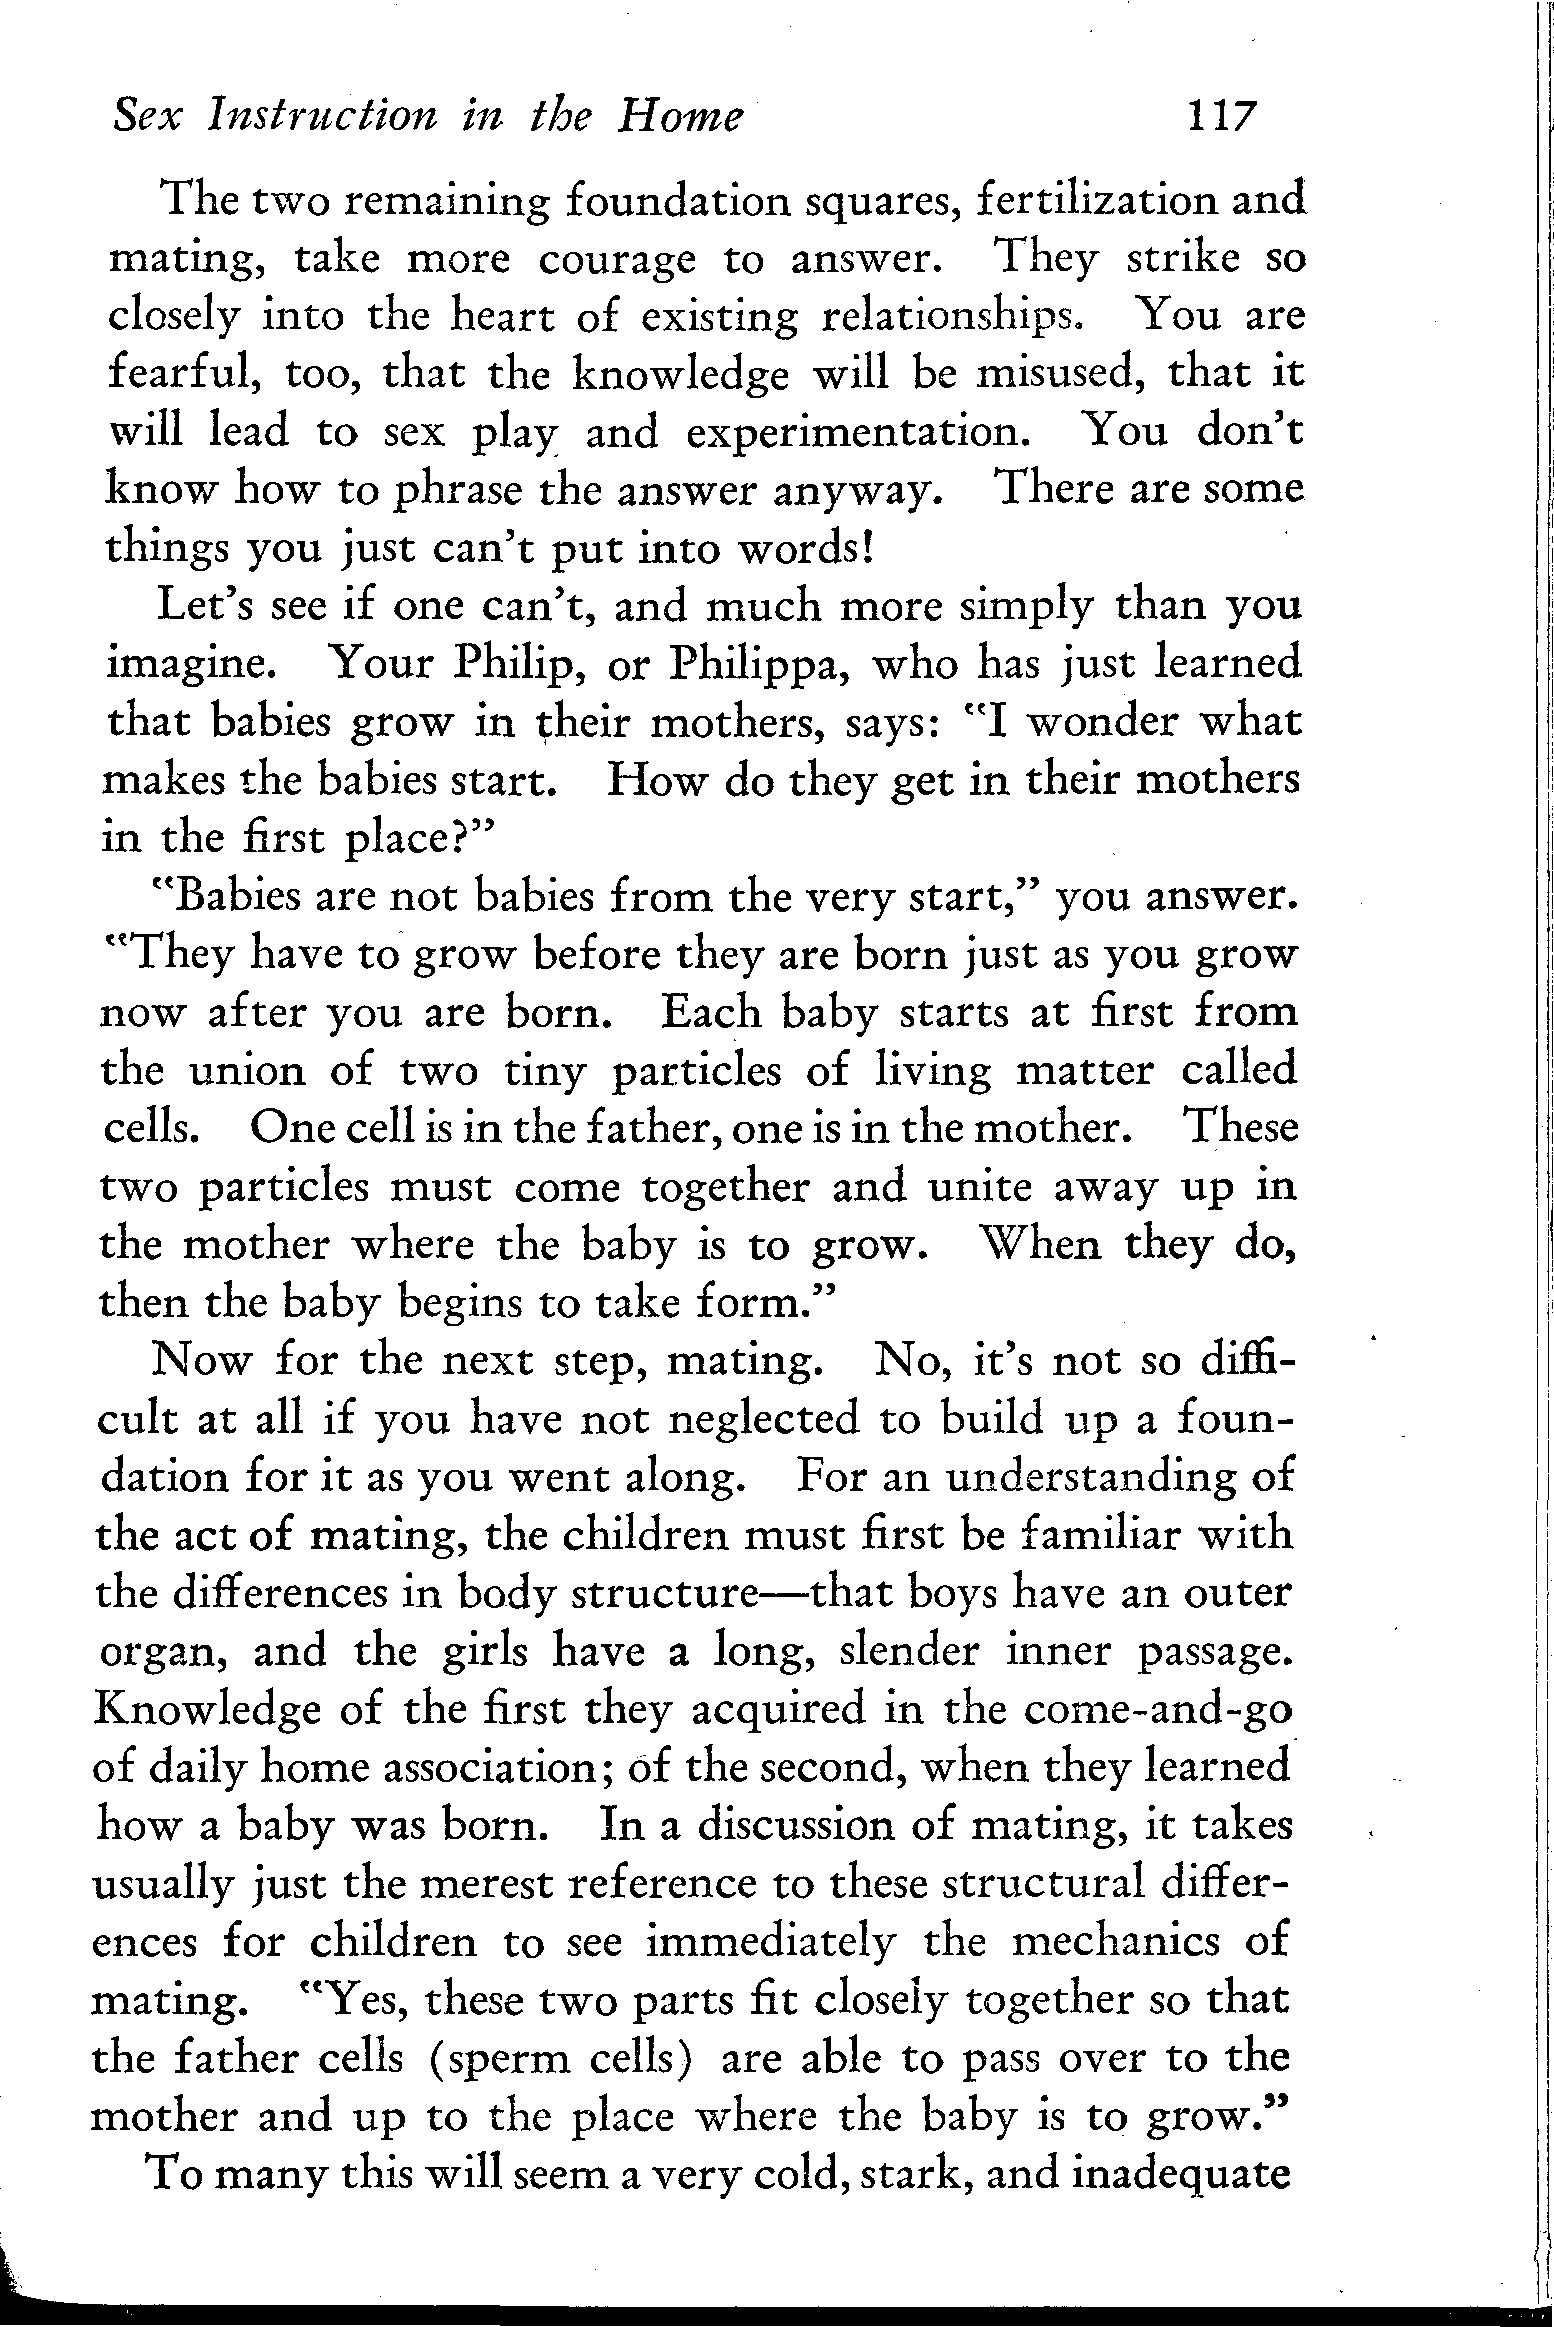 Sex Instruction in the Home 117
The two remaining foundation squares, fertilization and
mating, take more courage to answer. They strike so
closely into the heart of existing relationships. You are
fearful, too, that the knowledge will be misused, that it
will lead to sex play and experimentation. You don't
know how to phrase the answer anyway. There are some
things you just can't put into words!
Let's see if one can't, and much more simply than you
imagine. Your Philip, or Philippa, who has just learned
that babies grow in their mothers, says: "I wonder what
makes the babies start. How do they get in their mothers
in the first place?"
"Babies are not babies from the very start," you answer.
"They have to grow before they are born just as you grow
now after you are born. Each baby starts at first from
the union of two tiny particles of living matter called
cells. One cell is in the father, one is in the mother. These
two particles must come together and unite away up in
the mother where the baby is to grow. When they do,
then the baby begins to take form."
Now for the next step, mating. No, it's not so diffi-
cult at all if you have not neglected to build up a foun-
dation for it as you went along. For an understanding of
the act of mating, the children must first be familiar with
the differences in body structure—that boys have an outer
organ, and the girls have a long, slender inner passage.
Knowledge of the first they acquired in the come-and-go
of daily home association; of the second, when they learned
how a baby was born. In a discussion of mating, it takes
usually just the merest reference to these structural differ-
ences for children to see immediately the mechanics of
mating. "Yes, these two parts fit closely together so that
the father cells (sperm cells) are able to pass over to the
mother and up to the place where the baby is to grow."
To many this will seem a very cold, stark, and inadequate